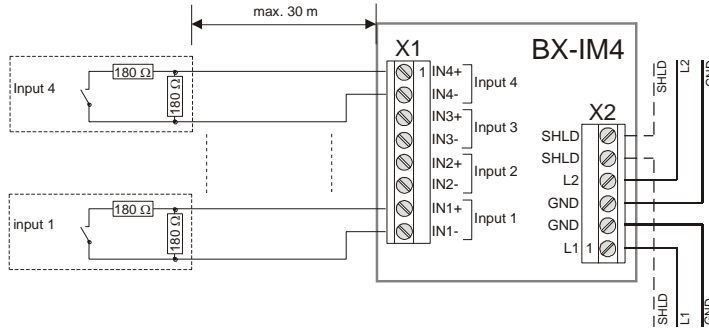 max. 30 m
X1
BX-IM4
Input 4
180 Ω
180 Ω
1
IN4+
IN4-
Input 4
IN3+
IN3-
Input 3
IN2+
IN2-
Input 2
IN1+
IN1-
Input 1
input 1
180 Ω
180 Ω
X2
SHLD
SHLD
L2
GND
GND
L1
1
SHLD
L2
GND
SHLD
L1
GND